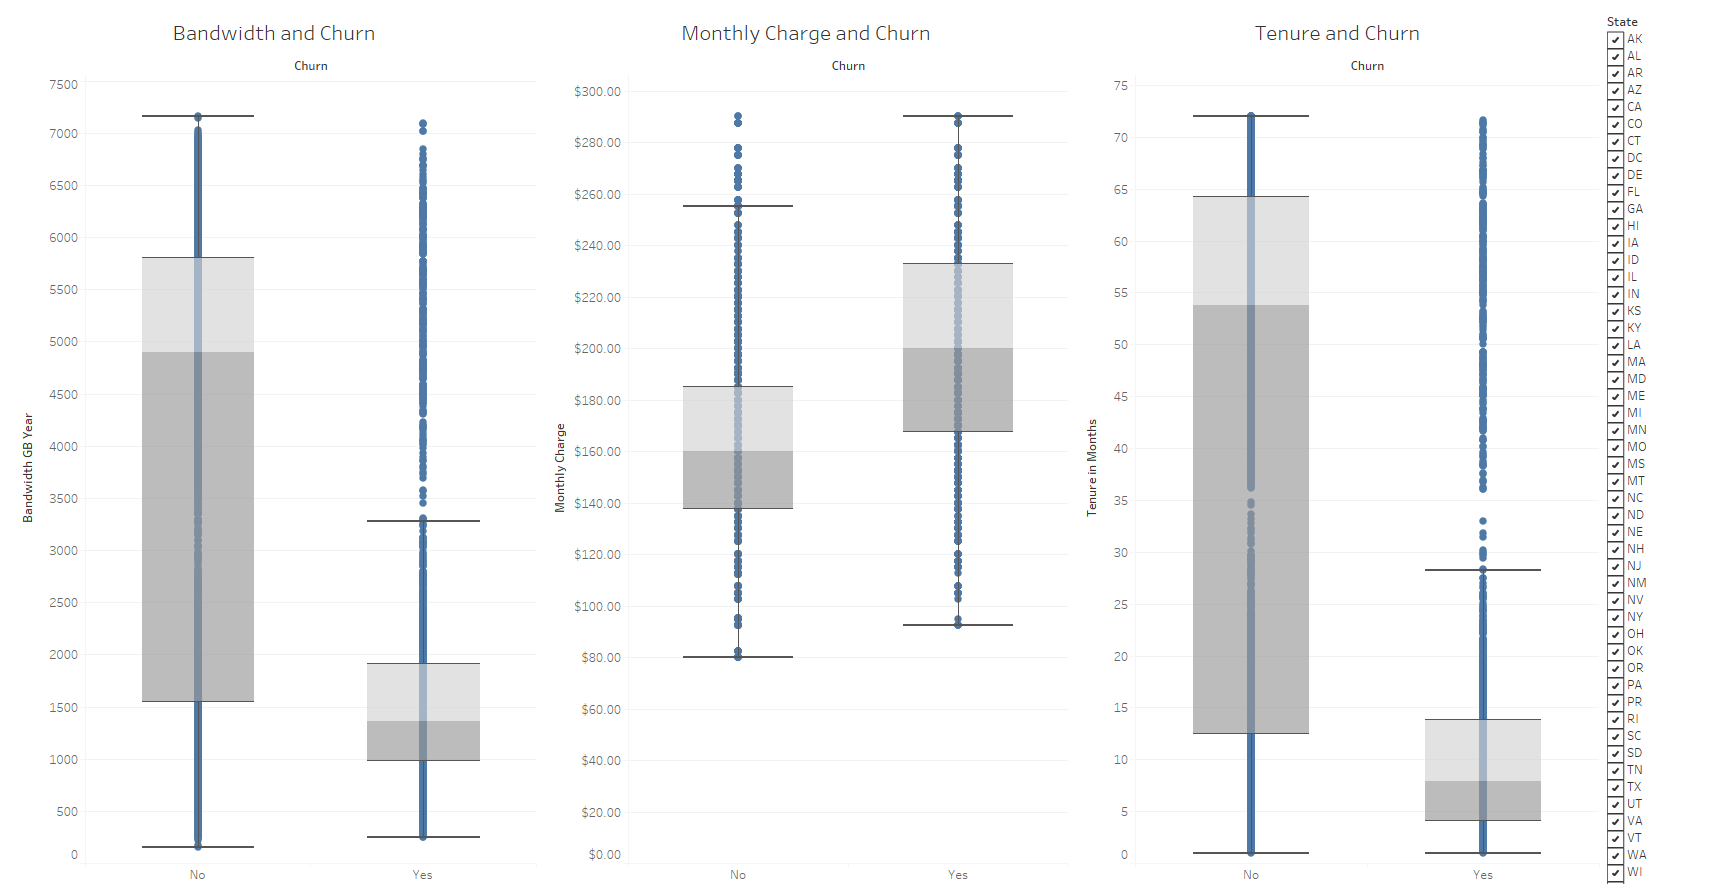 Bandwidth and Churn
Churn
Bandwidth GB Year
7500
7000
6500
6000
5500
5000
4500
4000
3500
3000
2500
2000
1500
1000
500
0
No
Yes
Monthly Charge and Churn
Churn
Monthly Charge
$300.00
$280.00
$260.00
$240.00
$220.00
$200.00
$180.00
$160.00
$140.00
$120.00
$100.00
$80.00
$60.00
$40.00
$20.00
$0.00
No
Yes
Tenure and Churn
Churn
Tenure in Months
75
70
65
60
55
50
45
40
35
30
25
20
15
10
5
0
No
Yes
State
AK
AL
AR
AZ
CA
CO
CT
DC
DE
FL
GA
HI
IA
ID
IL
IN
KS
KY
LA
MA
MD
ME
MI
MN
MO
MS
MT
NC
ND
NE
NH
NJ
NM
NV
NY
OH
OK
OR
PA
PR
RI
SC
SD
TN
TX
UT
VA
VT
WA
WI